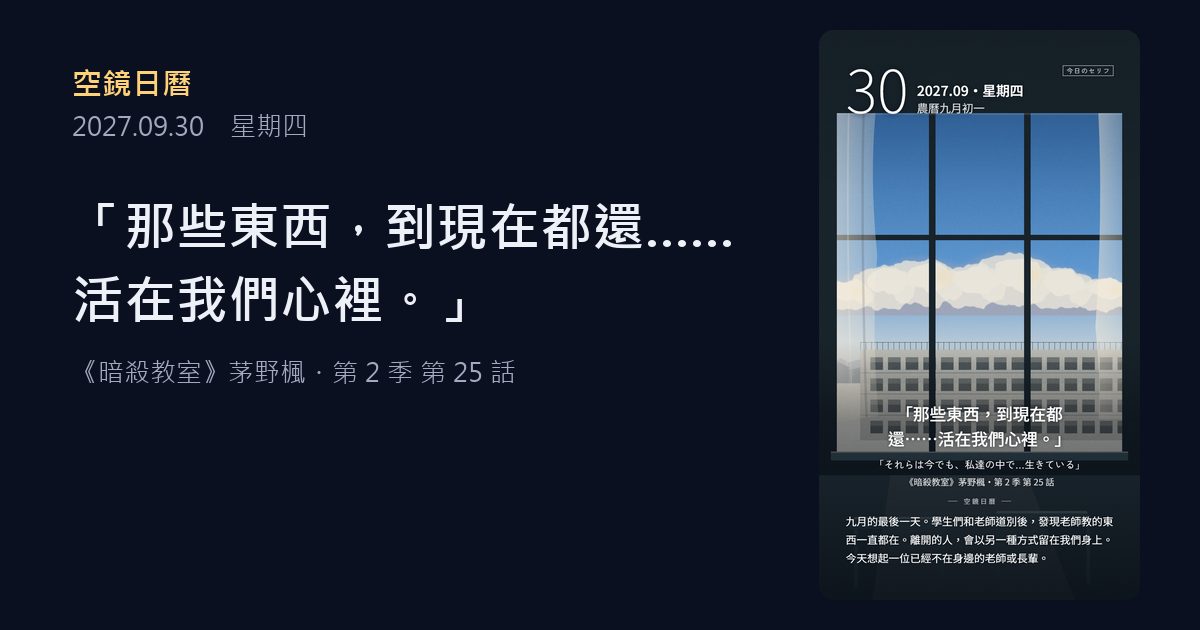 空鏡日曆
2027.09.30 星期四
「那些東西，到現在都還……
活在我們心裡。」
《暗殺教室》茅野楓・第 2 季 第 25 話
今日のセリフ
30
2027.09・星期四
農曆九月初一
「那些東西，到現在都
還……活在我們心裡。」
「それらは今でも、私達の中で…生きている」
《暗殺教室》茅野楓・第 2 季 第 25 話
— 空鏡日曆 —
九月的最後一天。學生們和老師道別後，發現老師教的東
西一直都在。離開的人，會以另一種方式留在我們身上。
今天想起一位已經不在身邊的老師或長輩。